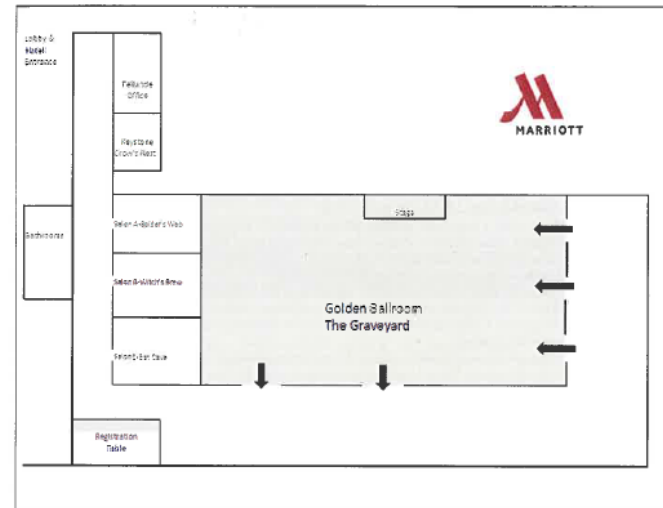 Lobby &
Hotel
Entrance
Telluride
Office
Keystone
Crow's Nest
MARRIOTT
Bathrooms
Salon A-Spider's Web
Stage
Salon B-Witch's Brew
Golden Ballroom
The Graveyard
Bat Cave
Registration
Table